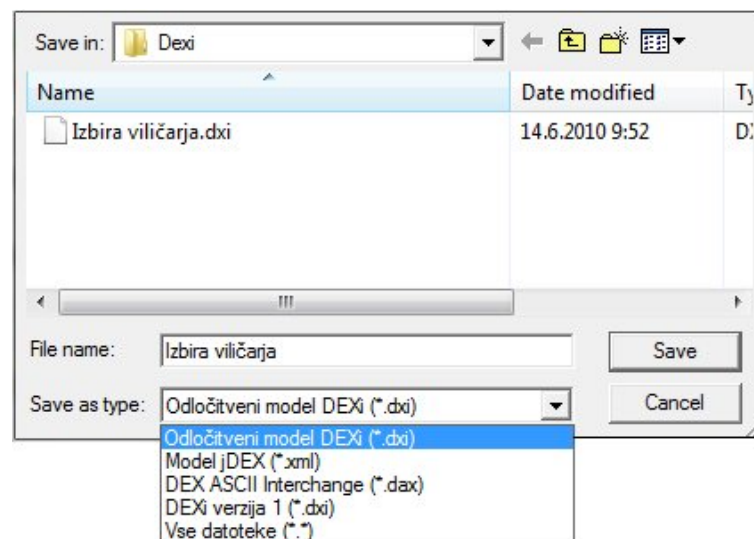 Save in: Dexi
Name Date modified
Izbira viličarja.dxi 14.6.2010 9:52
File name: Izbira viličarja Save
Save as type: Odločitveni model DEXi (*.dxi) Cancel
Odločitveni model DEXi (*.dxi)
Model jDEX (*.xml)
DEX ASCII Interchange (*.dax)
DEXi verzija 1 (*.dxi)
Vse datoteke (*.*)